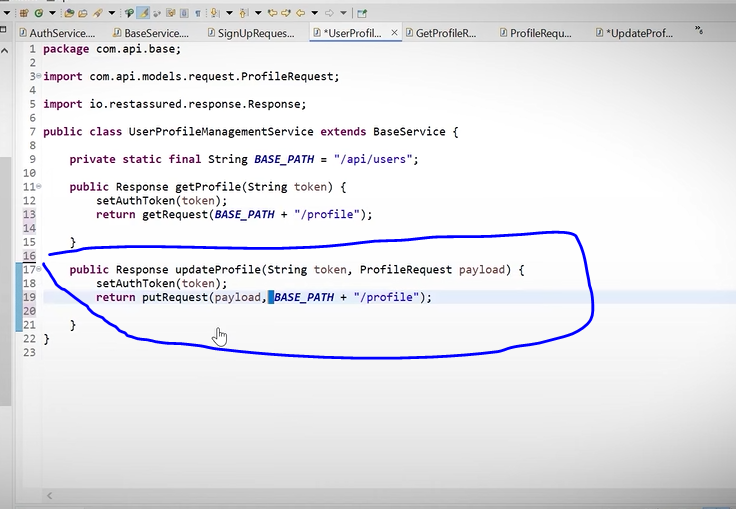 AuthService....
BaseService....
SignUpReques...
*UserProfil...
GetProfileR...
ProfileRequ...
*UpdateProf...
1 package com.api.base;
2
3 import com.api.models.request.ProfileRequest;
4
5 import io.restassured.response.Response;
6
7 public class UserProfileManagementService extends BaseService {
8
9 private static final String BASE_PATH = "/api/users";
10
11 public Response getProfile(String token) {
12 setAuthToken(token);
13 return getRequest(BASE_PATH + "/profile");
14
15 }
16
17 public Response updateProfile(String token, ProfileRequest payload) {
18 setAuthToken(token);
19 return putRequest(payload, BASE_PATH + "/profile");
20
21 }
22 }
23